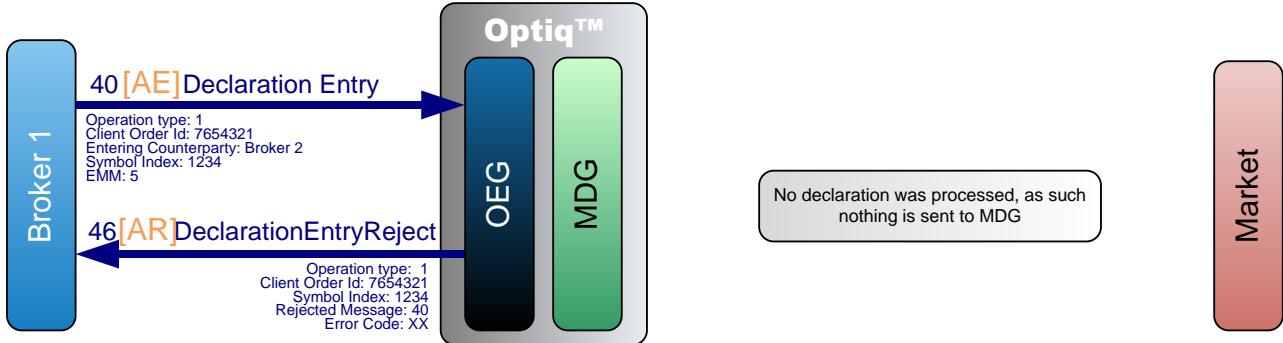 Optiq™
Broker 1
40 [AE] Declaration Entry
Operation type: 1
Client Order Id: 7654321
Entering Counterparty: Broker 2
Symbol Index: 1234
EMM: 5
46[AR]DeclarationEntryReject
Operation type: 1
Client Order Id: 7654321
Symbol Index: 1234
Rejected Message: 40
Error Code: XX
OEG
MDG
No declaration was processed, as such
nothing is sent to MDG
Market